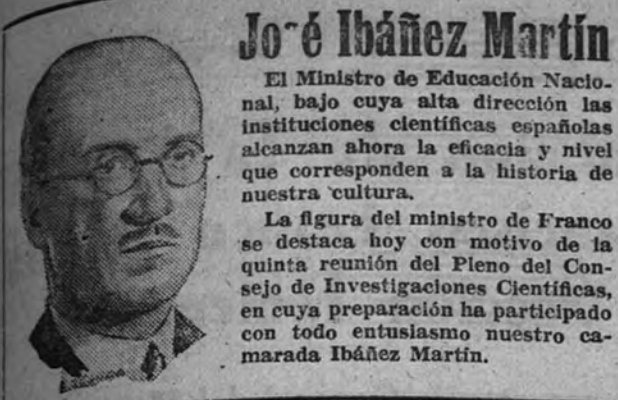 José Ibáñez Martín
El Ministro de Educación Nacio-
nal, bajo cuya alta dirección las
instituciones científicas españolas
alcanzan ahora la eficacia y nivel
que corresponden a la historia de
nuestra cultura.
La figura del ministro de Franco
se destaca hoy con motivo de la
quinta reunión del Pleno del Con-
sejo de Investigaciones Científicas,
en cuya preparación ha participado
con todo entusiasmo nuestro ca-
marada Ibáñez Martín.